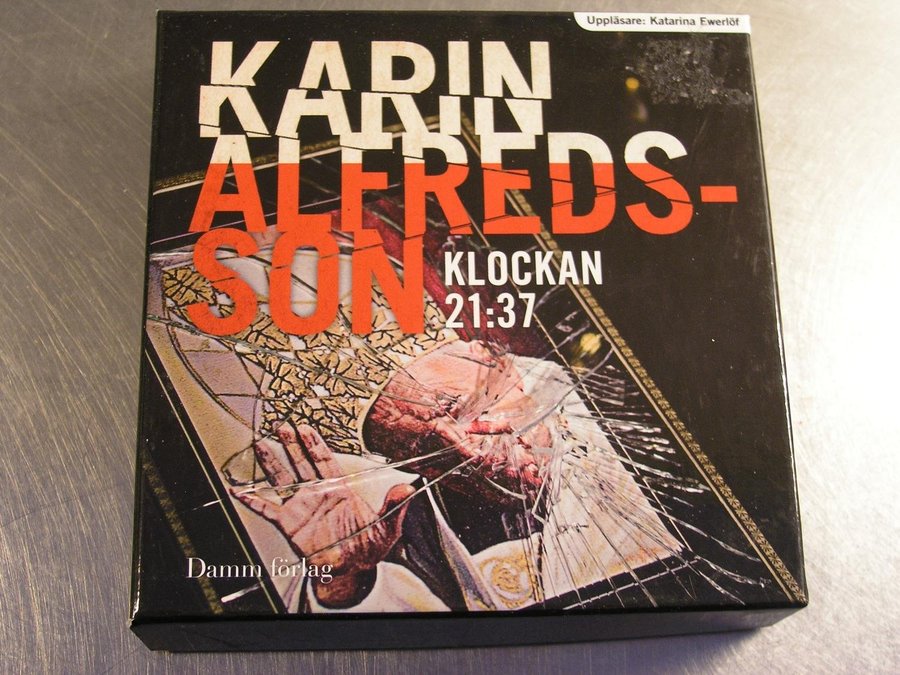 Uppläsare: Katarina Ewerlöf
KARIN
ALFREDS-
SON
KLOCKAN
21:37
Damm förlag